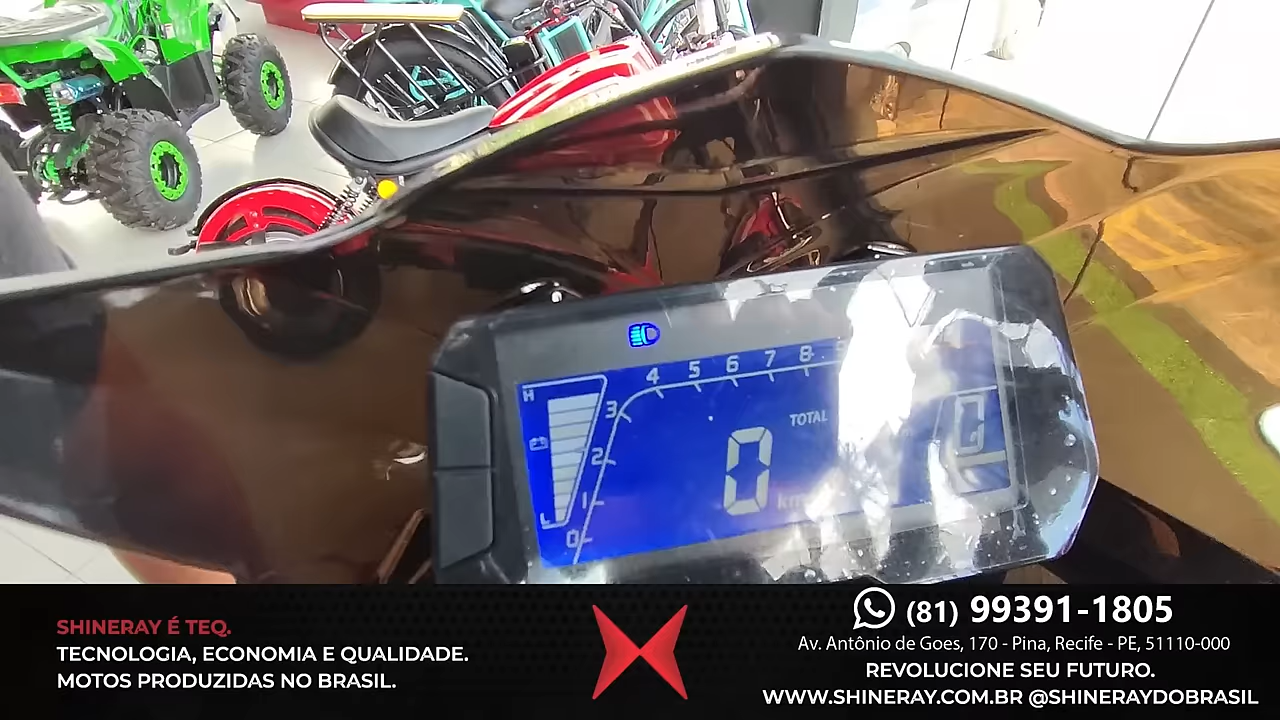 4 5 6 7 8
H
3
TOTAL
2
0
km
1
L
0
SHINERAY É TEQ.
TECNOLOGIA, ECONOMIA E QUALIDADE.
MOTOS PRODUZIDAS NO BRASIL.
(81) 99391-1805
Av. Antônio de Goes, 170 - Pina, Recife - PE, 51110-000
REVOLUCIONE SEU FUTURO.
WWW.SHINERAY.COM.BR @SHINERAYDOBRASIL